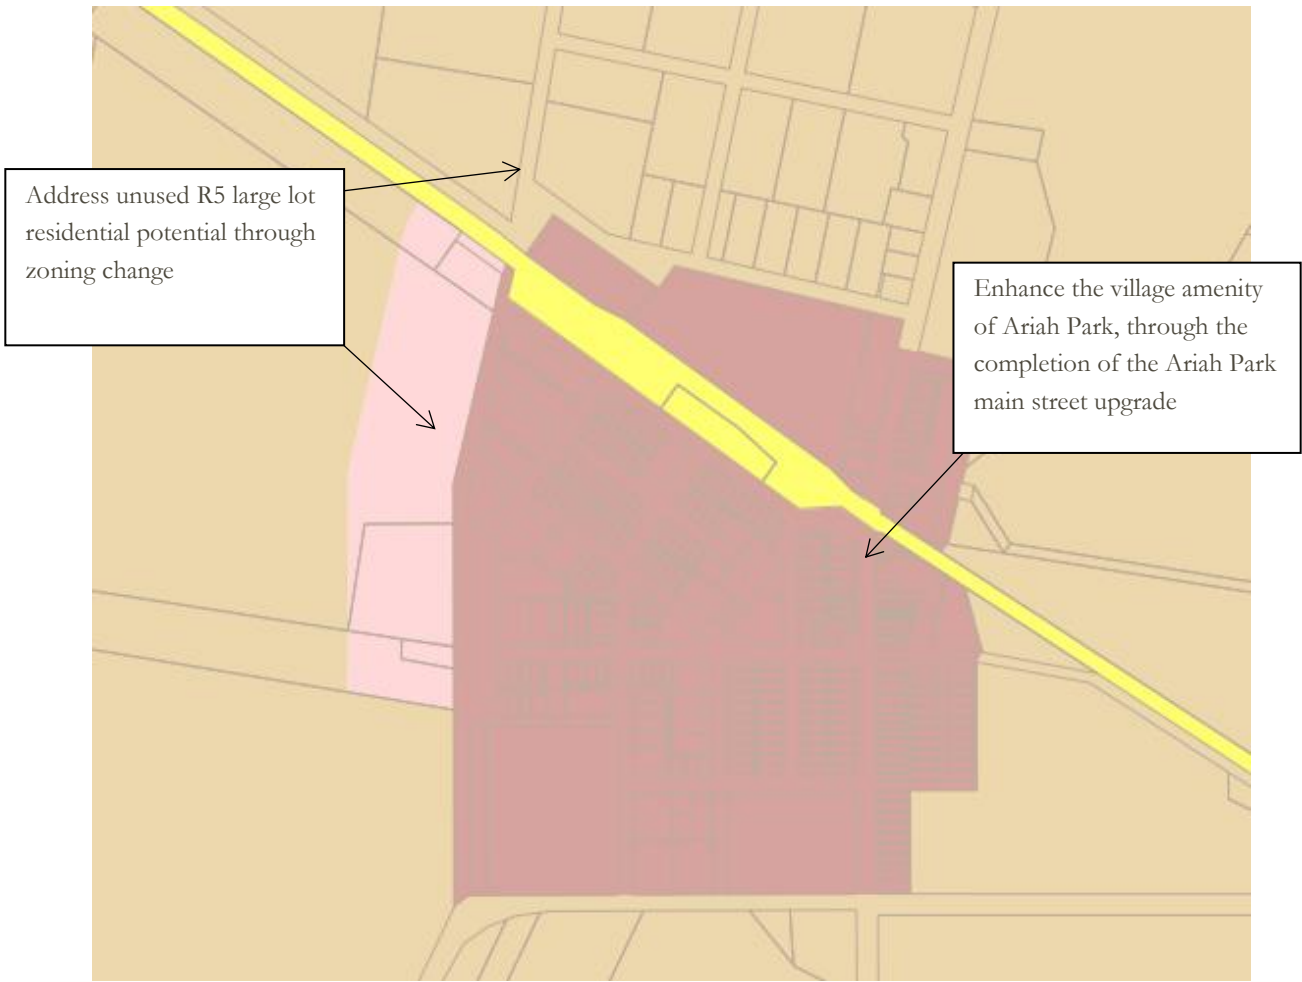 Address unused R5 large lot
residential potential through
zoning change
Enhance the village amenity
of Ariah Park, through the
completion of the Ariah Park
main street upgrade